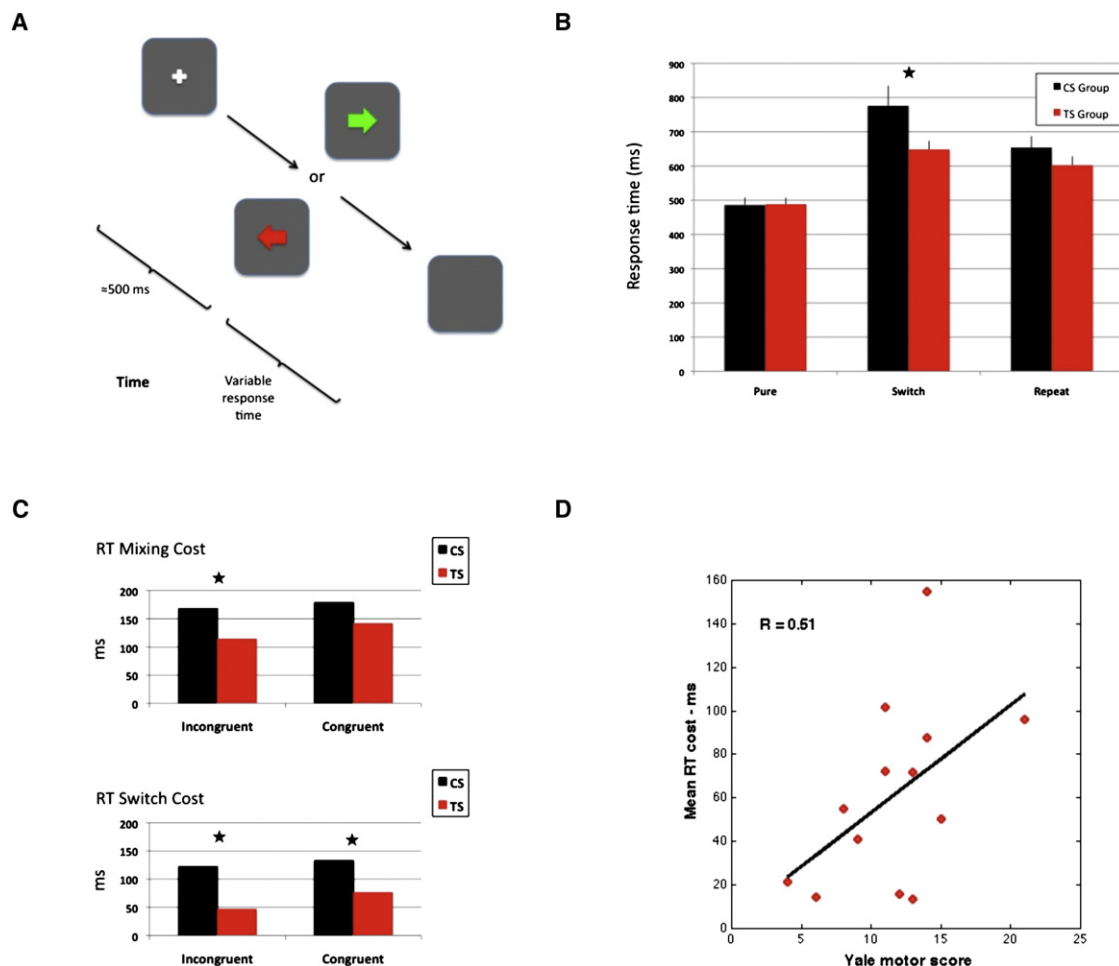 A
or
≈500 ms
Time
Variable
response
time
B
Response time (ms)
900
800
700
600
500
400
300
200
100
0
★
CS Group
TS Group
Pure
Switch
Repeat
C
RT Mixing Cost
CS
TS
★
ms
200
150
100
50
0
Incongruent
Congruent
RT Switch Cost
CS
TS
★
★
ms
200
150
100
50
0
Incongruent
Congruent
D
Mean RT cost - ms
160
140
120
100
80
60
40
20
0
R = 0.51
0
5
10
15
20
25
Yale motor score